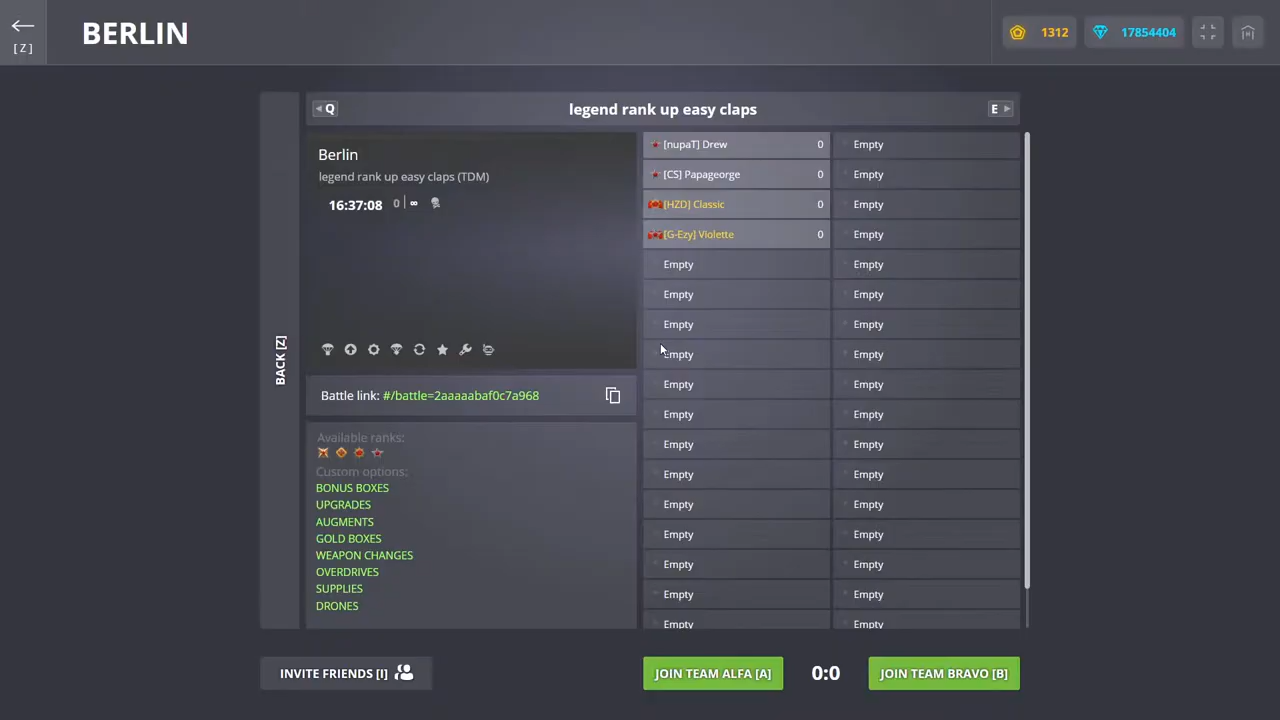 [Z]
BERLIN
1312
17854404
Q
legend rank up easy claps
E
BACK [Z]
Berlin
legend rank up easy claps (TDM)
16:37:08 0 ∞
Battle link: #/battle=2aaaaabaf0c7a968
Available ranks:
Custom options:
BONUS BOXES
UPGRADES
AUGMENTS
GOLD BOXES
WEAPON CHANGES
OVERDRIVES
SUPPLIES
DRONES
[nupaT] Drew 0 Empty
[CS] Papageorge 0 Empty
[HZD] Classic 0 Empty
[G-Ezy] Violette 0 Empty
Empty Empty
Empty Empty
Empty Empty
Empty Empty
Empty Empty
Empty Empty
Empty Empty
Empty Empty
Empty Empty
Empty Empty
Empty Empty
Empty Empty
Empty Empty
INVITE FRIENDS [I]
JOIN TEAM ALFA [A]
0:0
JOIN TEAM BRAVO [B]